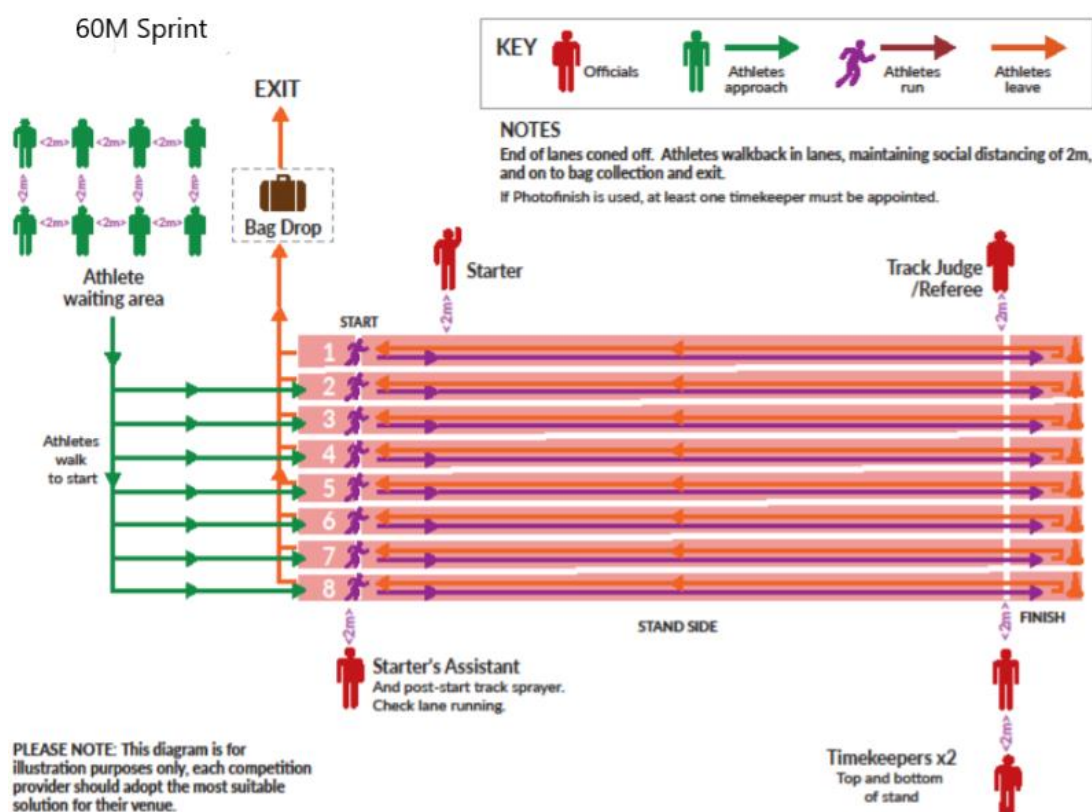 60M Sprint
KEY
Officials
Athletes
approach
Athletes
run
Athletes
leave
EXIT
NOTES
End of lanes coned off. Athletes walkback in lanes, maintaining social distancing of 2m,
and on to bag collection and exit.
If Photofinish is used, at least one timekeeper must be appointed.
<2m> <2m> <2m>
<2m> <2m> <2m> <2m>
<2m> <2m> <2m>
Bag Drop
Athlete
waiting area
Starter
<2m>
Track Judge
/Referee
<2m>
START
1
2
3
4
5
6
7
8
Athletes
walk
to start
<2m>
STAND SIDE
<2m>
FINISH
Starter's Assistant
And post-start track sprayer.
Check lane running.
<2m>
Timekeepers x2
Top and bottom
of stand
PLEASE NOTE: This diagram is for
illustration purposes only, each competition
provider should adopt the most suitable
solution for their venue.